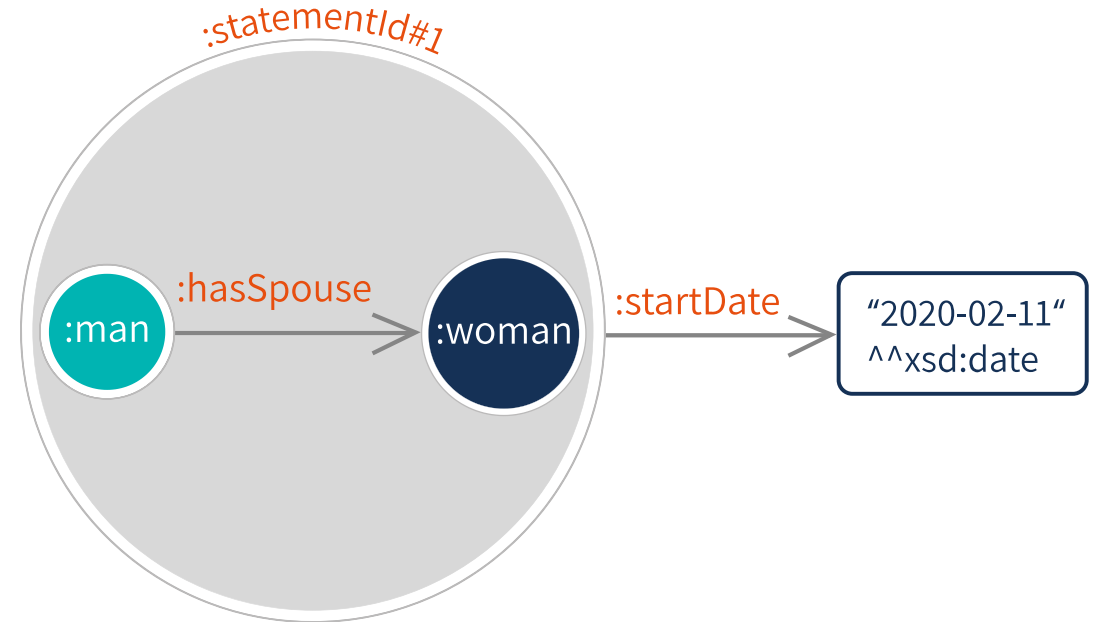 :statementId#1
:hasSpouse
:man
:woman
:startDate
“2020-02-11“
^^xsd:date